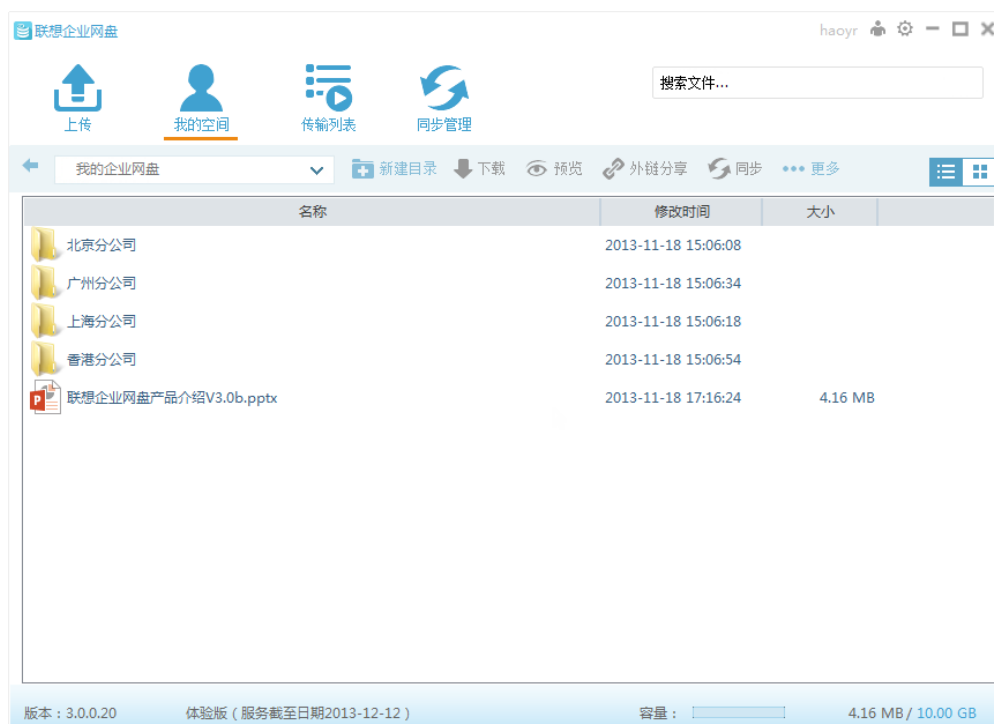 联想企业网盘 haoyr
搜索文件...
上传 我的空间 传输列表 同步管理
我的企业网盘 新建目录 下载 预览 外链分享 同步 更多
名称 修改时间 大小
北京分公司 2013-11-18 15:06:08
广州分公司 2013-11-18 15:06:34
上海分公司 2013-11-18 15:06:18
香港分公司 2013-11-18 15:06:54
P 联想企业网盘产品介绍V3.0b.pptx 2013-11-18 17:16:24 4.16 MB
版本：3.0.0.20 体验版（服务截至日期2013-12-12） 容量： 4.16 MB / 10.00 GB